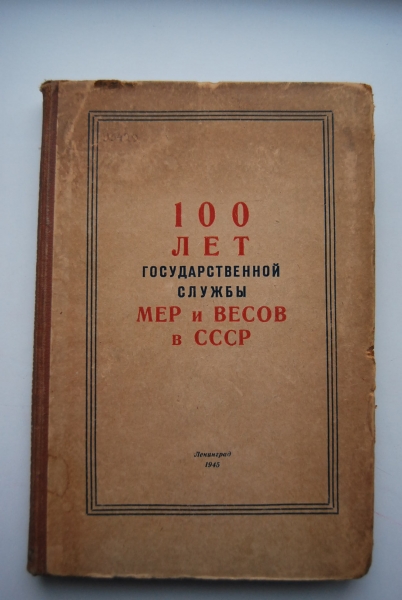 100
ЛЕТ
ГОСУДАРСТВЕННОЙ
СЛУЖБЫ
МЕР и ВЕСОВ
в СССР
Ленинград
1945